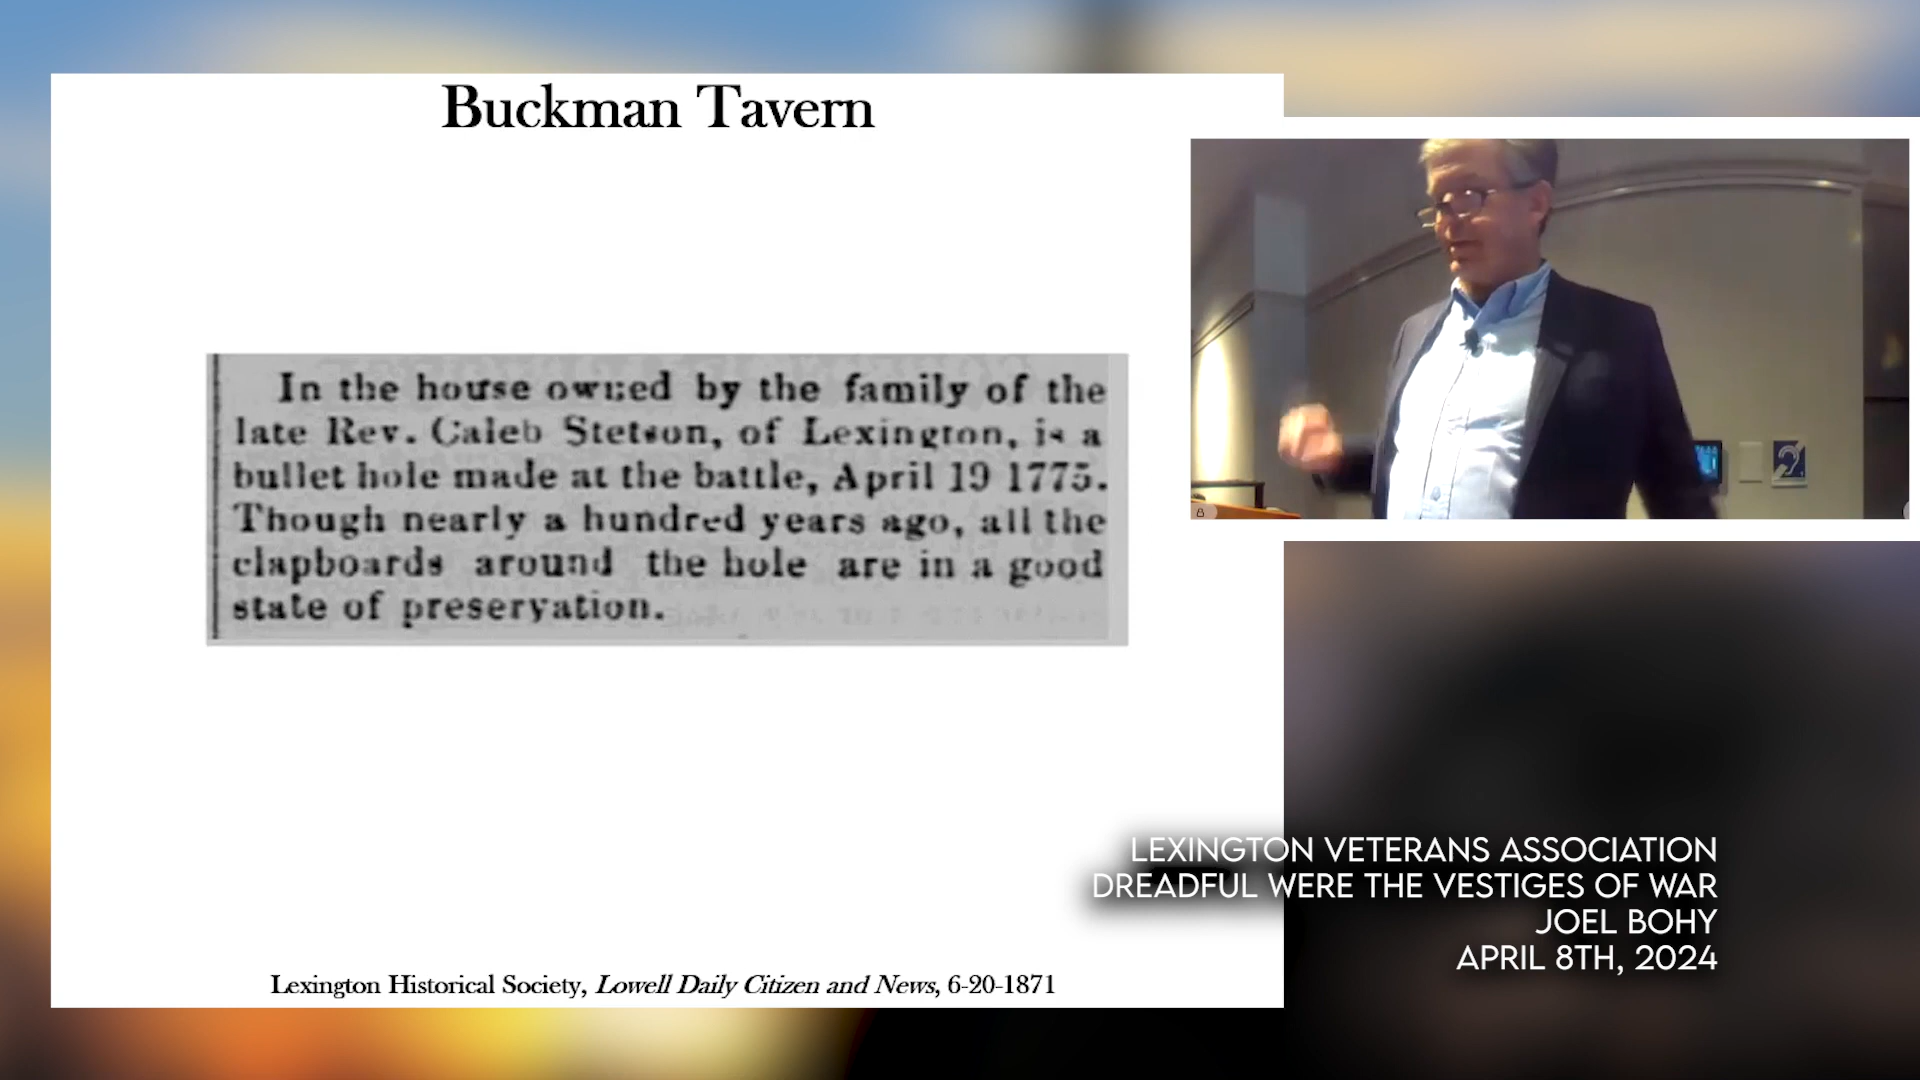 Buckman Tavern
In the house owned by the family of the
late Rev. Caleb Stetson, of Lexington, is a
bullet hole made at the battle, April 19 1775.
Though nearly a hundred years ago, all the
clapboards around the hole are in a good
state of preservation.
Lexington Historical Society, Lowell Daily Citizen and News, 6-20-1871
LEXINGTON VETERANS ASSOCIATION
DREADFUL WERE THE VESTIGES OF WAR
JOEL BOHY
APRIL 8TH, 2024